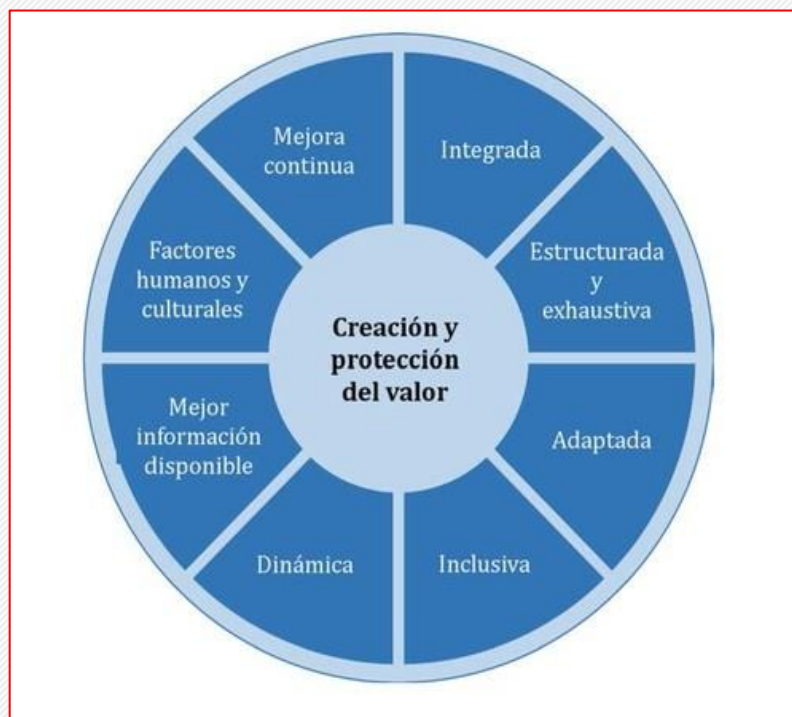 Mejora
continua
Integrada
Factores
humanos y
culturales
Estructurada
y
exhaustiva
Creación y
protección
del valor
Mejor
información
disponible
Adaptada
Dinámica
Inclusiva